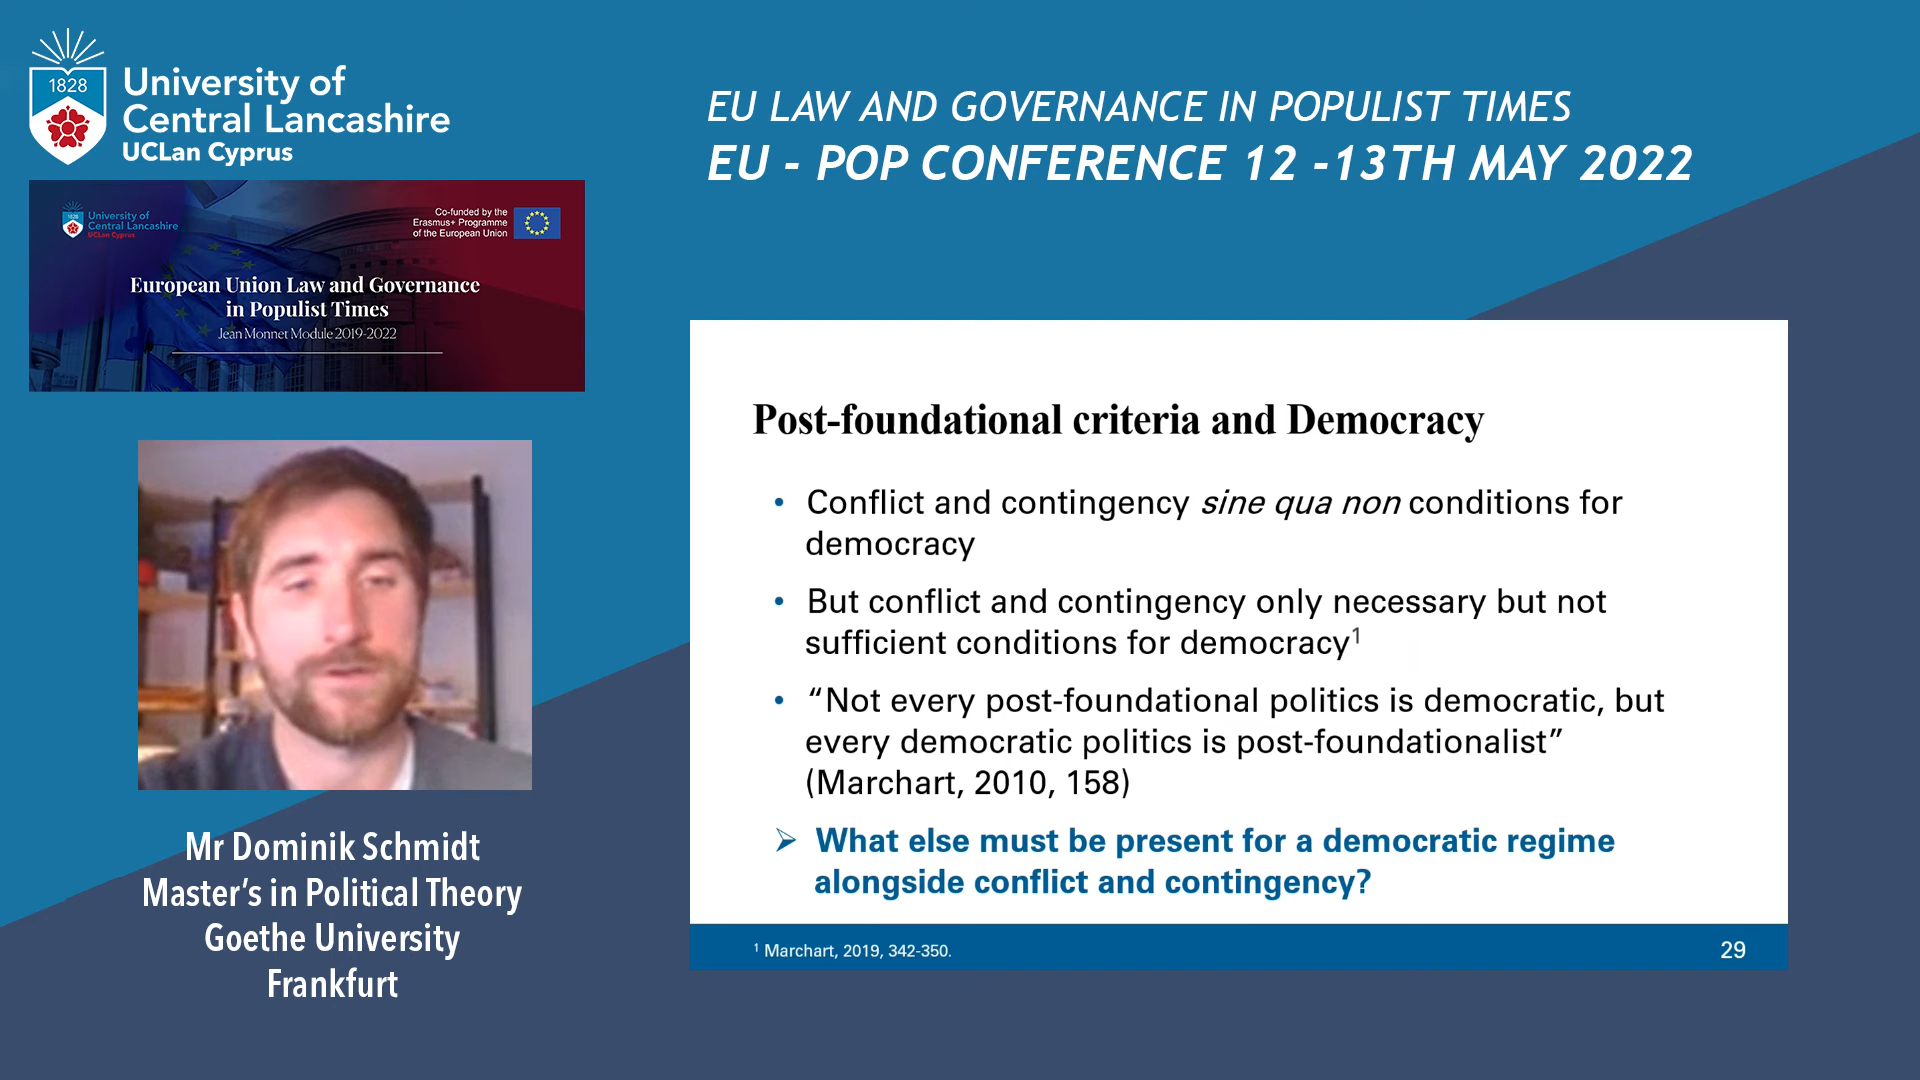 1828
University of
Central Lancashire
UCLan Cyprus
EU LAW AND GOVERNANCE IN POPULIST TIMES
EU - POP CONFERENCE 12 -13TH MAY 2022
1828
University of
Central Lancashire
UCLan Cyprus
Co-funded by the
Erasmus+ Programme
of the European Union
European Union Law and Governance
in Populist Times
Jean Monnet Module 2019-2022
Mr Dominik Schmidt
Master’s in Political Theory
Goethe University
Frankfurt
Post-foundational criteria and Democracy
• Conflict and contingency sine qua non conditions for
democracy
• But conflict and contingency only necessary but not
sufficient conditions for democracy¹
• “Not every post-foundational politics is democratic, but
every democratic politics is post-foundationalist”
(Marchart, 2010, 158)
➢ What else must be present for a democratic regime
alongside conflict and contingency?
¹ Marchart, 2019, 342-350.
29